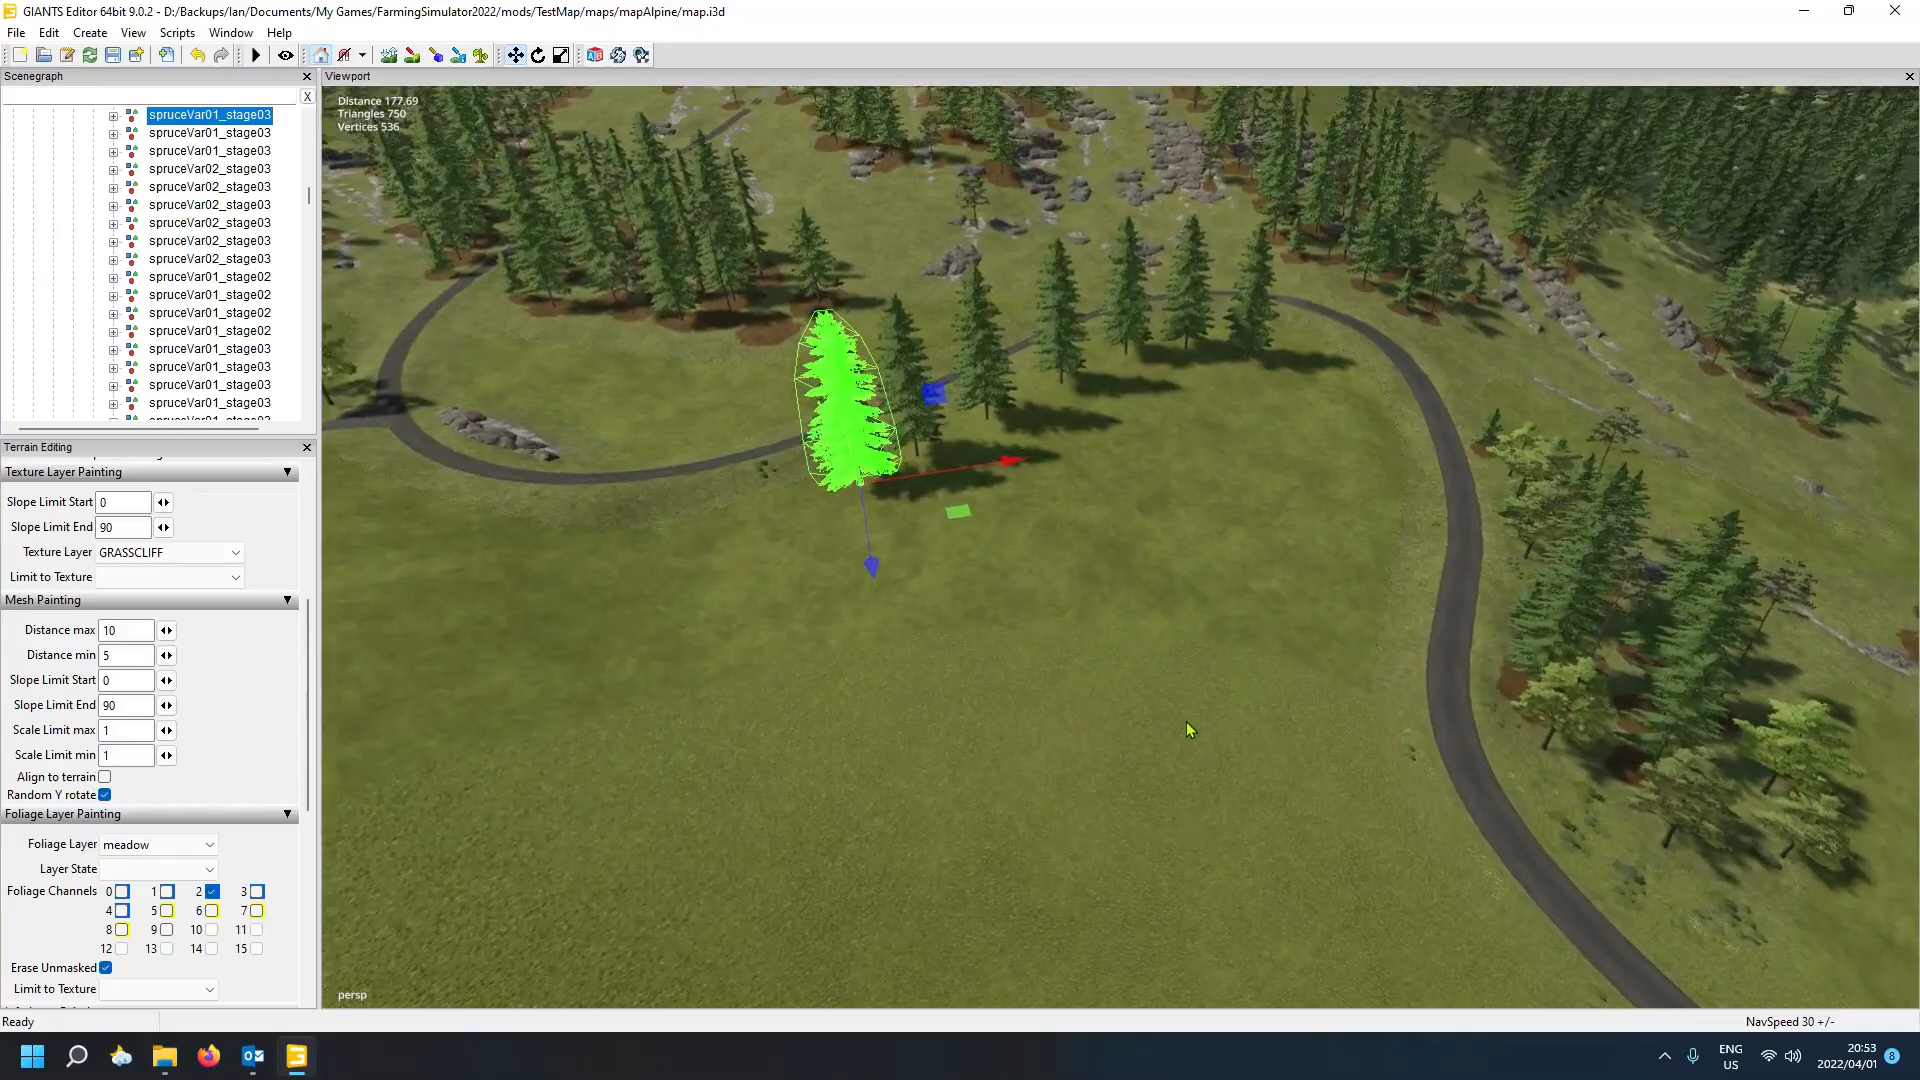 GIANTS Editor 64bit 9.0.2 - D:/Backups/Ian/Documents/My Games/FarmingSimulator2022/mods/TestMap/maps/mapAlpine/map.i3d
File Edit Create View Scripts Window Help
Scenegraph
X
spruceVar01_stage03
spruceVar01_stage03
spruceVar01_stage03
spruceVar02_stage03
spruceVar02_stage03
spruceVar02_stage03
spruceVar02_stage03
spruceVar02_stage03
spruceVar02_stage03
spruceVar01_stage02
spruceVar01_stage02
spruceVar01_stage02
spruceVar01_stage02
spruceVar01_stage03
spruceVar01_stage03
spruceVar01_stage03
spruceVar01_stage03
Terrain Editing
Texture Layer Painting
Slope Limit Start 0
Slope Limit End 90
Texture Layer GRASSCLIFF
Limit to Texture
Mesh Painting
Distance max 10
Distance min 5
Slope Limit Start 0
Slope Limit End 90
Scale Limit max 1
Scale Limit min 1
Align to terrain
Random Y rotate
Foliage Layer Painting
Foliage Layer meadow
Layer State
Foliage Channels 0 1 2 3
4 5 6 7
8 9 10 11
12 13 14 15
Erase Unmasked
Limit to Texture
Viewport
Distance 177.69
Triangles 750
Vertices 536
persp
Ready
NavSpeed 30 +/-
ENG
US
20:53
2022/04/01
8